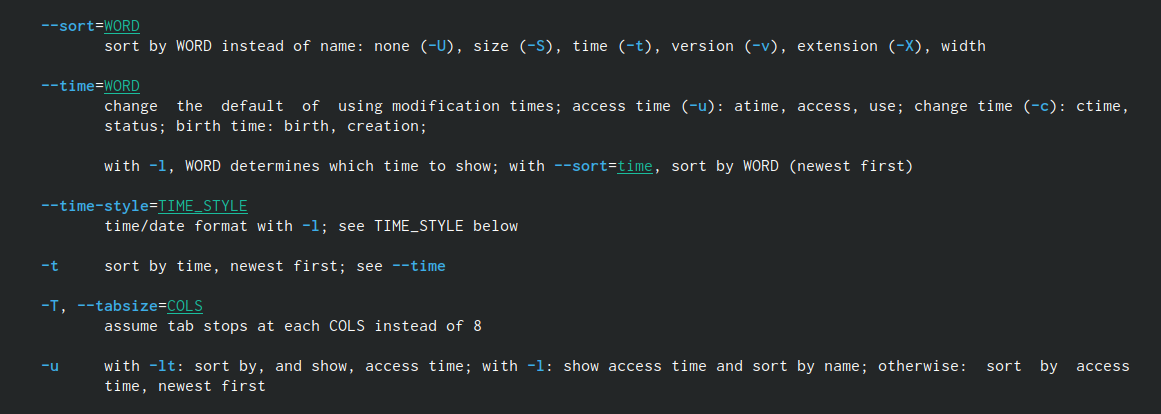 --sort=WORD
sort by WORD instead of name: none (-U), size (-S), time (-t), version (-v), extension (-X), width
--time=WORD
change the default of using modification times; access time (-u): atime, access, use; change time (-c): ctime,
status; birth time: birth, creation;
with -l, WORD determines which time to show; with --sort=time, sort by WORD (newest first)
--time-style=TIME_STYLE
time/date format with -l; see TIME_STYLE below
-t sort by time, newest first; see --time
-T, --tabsize=COLS
assume tab stops at each COLS instead of 8
-u with -lt: sort by, and show, access time; with -l: show access time and sort by name; otherwise: sort by access
time, newest first